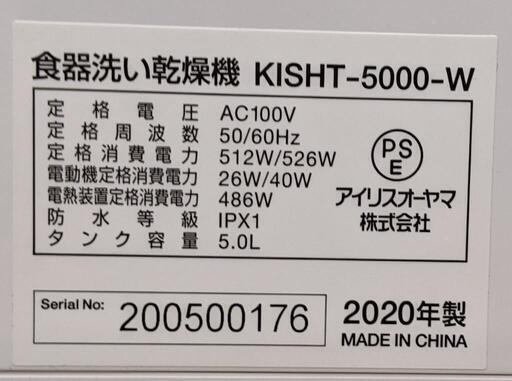 食器洗い乾燥機 KISHT-5000-W
定格電圧 AC100V
定格周波数 50/60Hz
定格消費電力 512W/526W
電動機定格消費電力 26W/40W
電熱装置定格消費電力 486W
防水等級 IPX1
タンク容量 5.0L
PS
E
アイリスオーヤマ
株式会社
Serial No: 200500176
2020年製
MADE IN CHINA